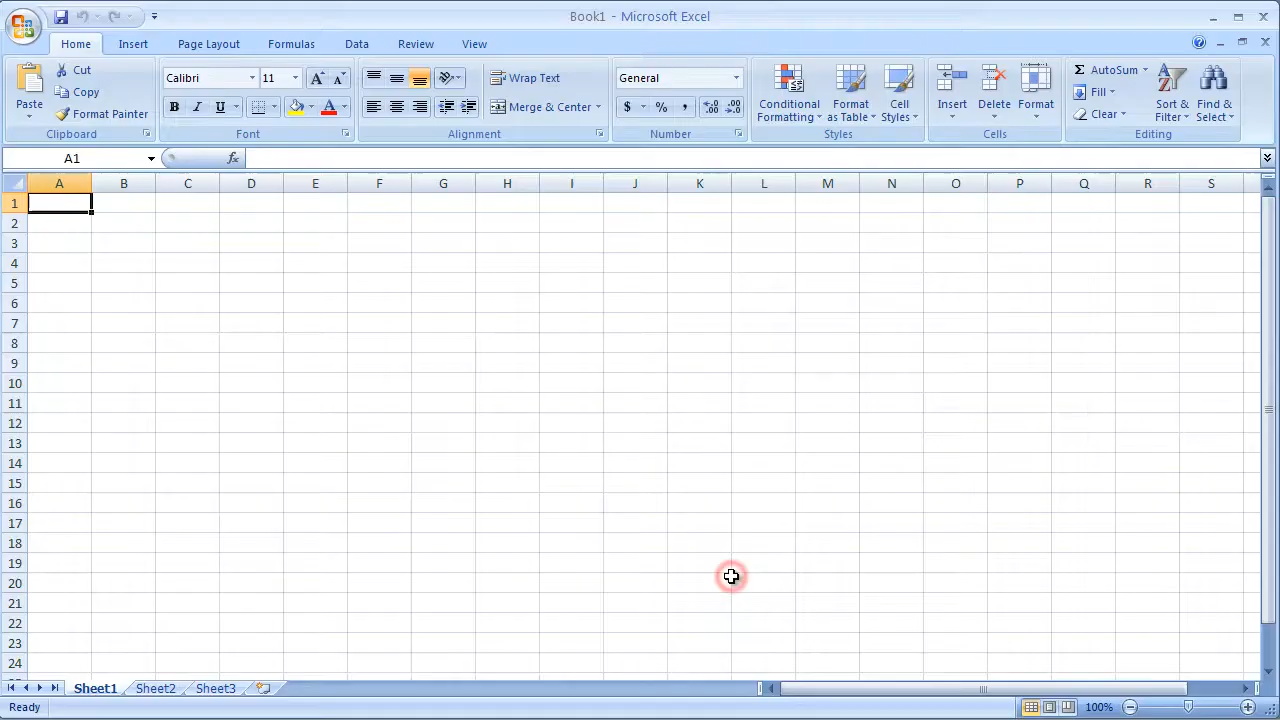 Book1 - Microsoft Excel
Home Insert Page Layout Formulas Data Review View
Paste
Cut
Copy
Format Painter
Clipboard
Calibri 11
B I U A
Font
Wrap Text
Merge & Center
Alignment
General
$ % , .00 .0
Number
Conditional Formatting
Format as Table
Cell Styles
Styles
Insert Delete Format
Cells
Σ AutoSum
Fill
Clear
Sort & Filter
Find & Select
Editing
A1 fx
A B C D E F G H I J K L M N O P Q R S
1
2
3
4
5
6
7
8
9
10
11
12
13
14
15
16
17
18
19
20
21
22
23
24
Sheet1 Sheet2 Sheet3
Ready 100%